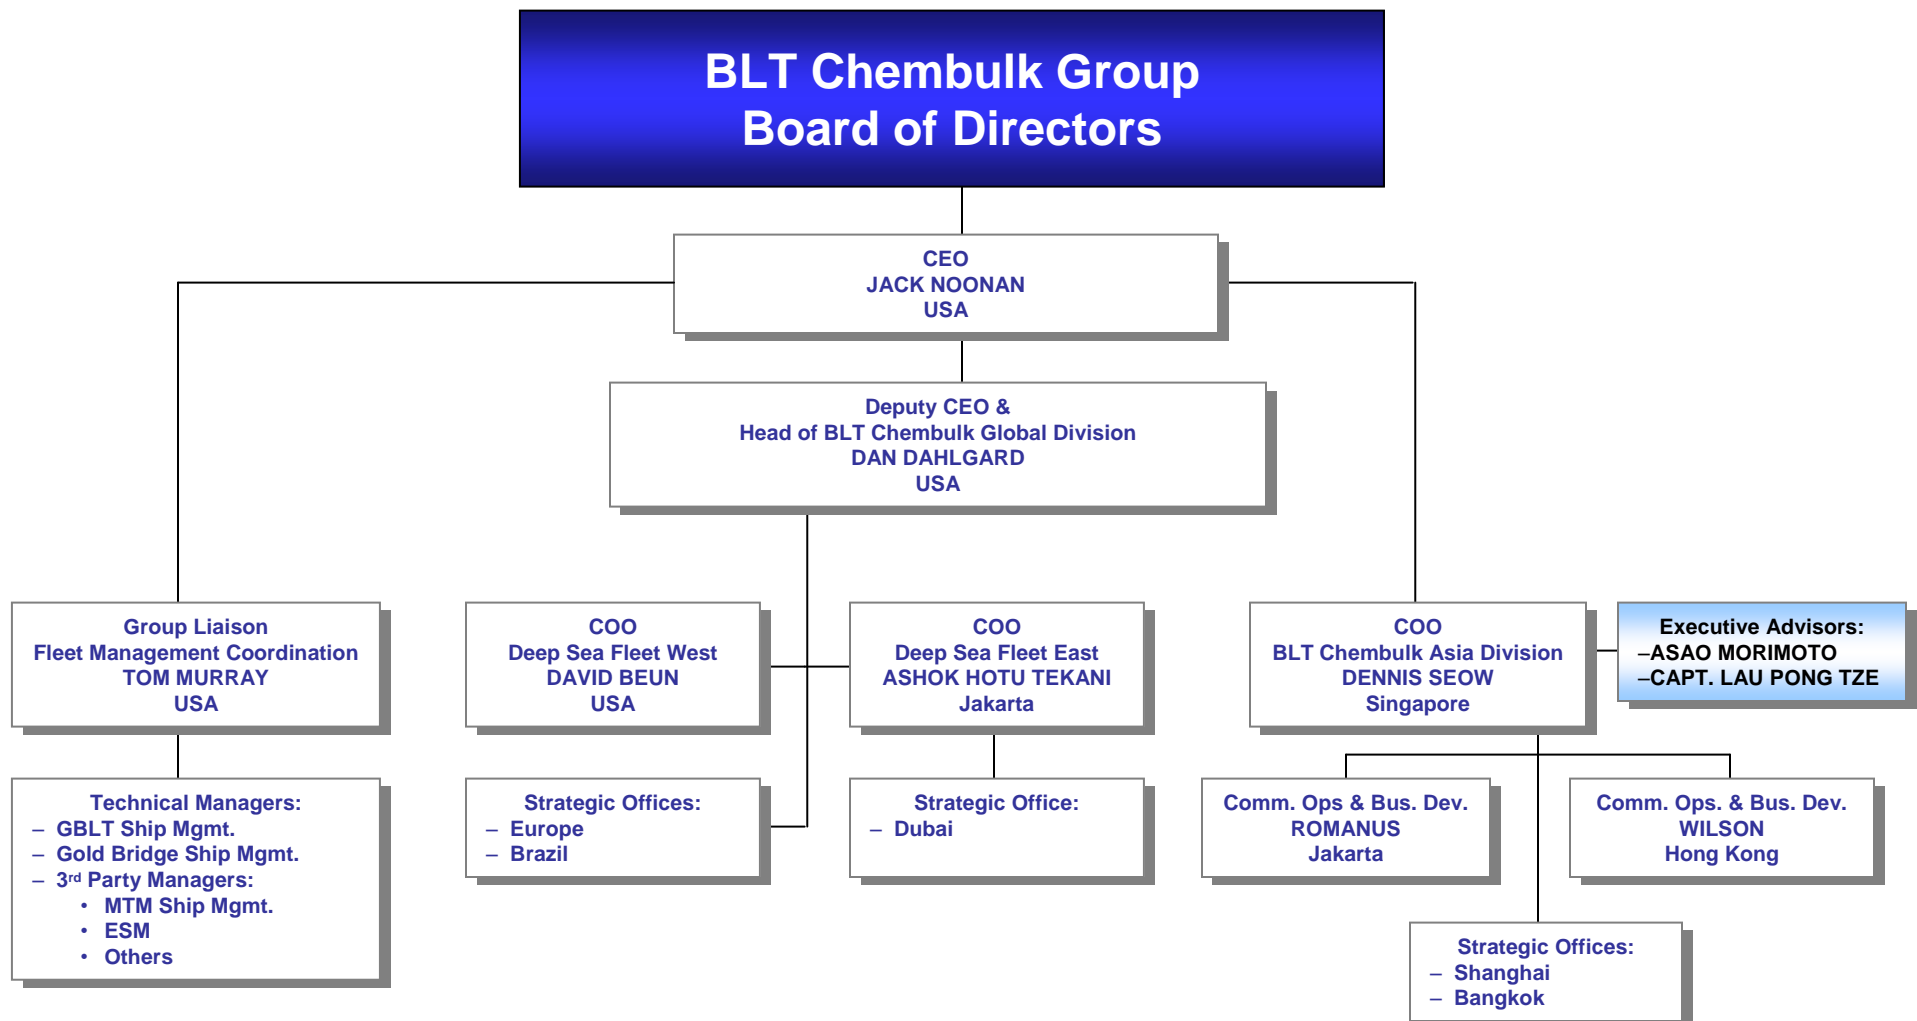 BLT Chembulk Group
Board of Directors
CEO
JACK NOONAN
USA
Deputy CEO &
Head of BLT Chembulk Global Division
DAN DAHLGARD
USA
Group Liaison
Fleet Management Coordination
TOM MURRAY
USA
COO
Deep Sea Fleet West
DAVID BEUN
USA
COO
Deep Sea Fleet East
ASHOK HOTU TEKANI
Jakarta
COO
BLT Chembulk Asia Division
DENNIS SEOW
Singapore
Executive Advisors:
–ASAO MORIMOTO
–CAPT. LAU PONG TZE
Technical Managers:
– GBLT Ship Mgmt.
– Gold Bridge Ship Mgmt.
– 3rd Party Managers:
• MTM Ship Mgmt.
• ESM
• Others
Strategic Offices:
– Europe
– Brazil
Strategic Office:
– Dubai
Comm. Ops & Bus. Dev.
ROMANUS
Jakarta
Comm. Ops. & Bus. Dev.
WILSON
Hong Kong
Strategic Offices:
– Shanghai
– Bangkok